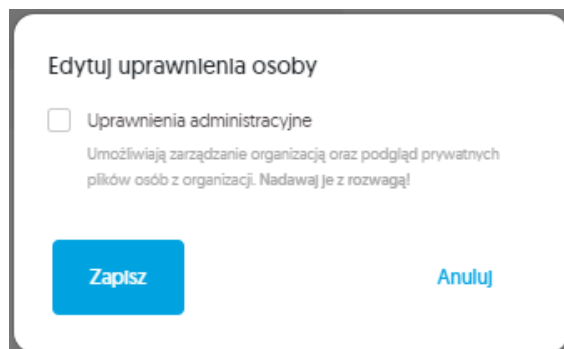 Edytuj uprawnienia osoby
Uprawnienia administracyjne
Umożliwiają zarządzanie organizacją oraz podgląd prywatnych
plików osób z organizacji. Nadawaj je z rozwagą!
Zapisz
Anuluj